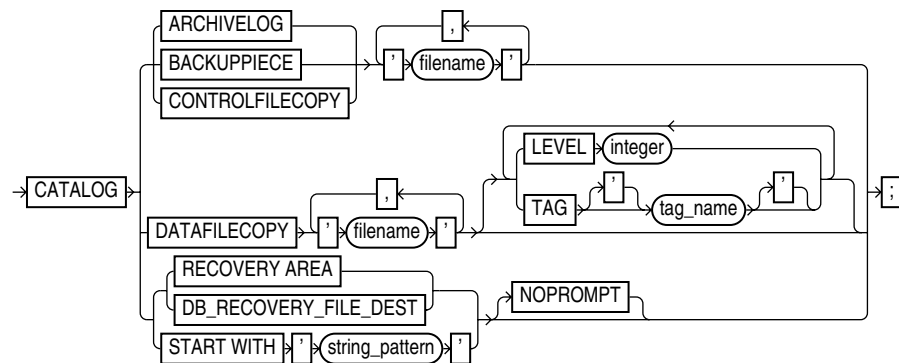 ARCHIVELOG
,
BACKUPPIECE ' filename '
CONTROLFILECOPY
LEVEL integer
CATALOG ;
, TAG ' tag_name '
DATAFILECOPY ' filename '
RECOVERY AREA
DB_RECOVERY_FILE_DEST NOPROMPT
START WITH ' string_pattern '